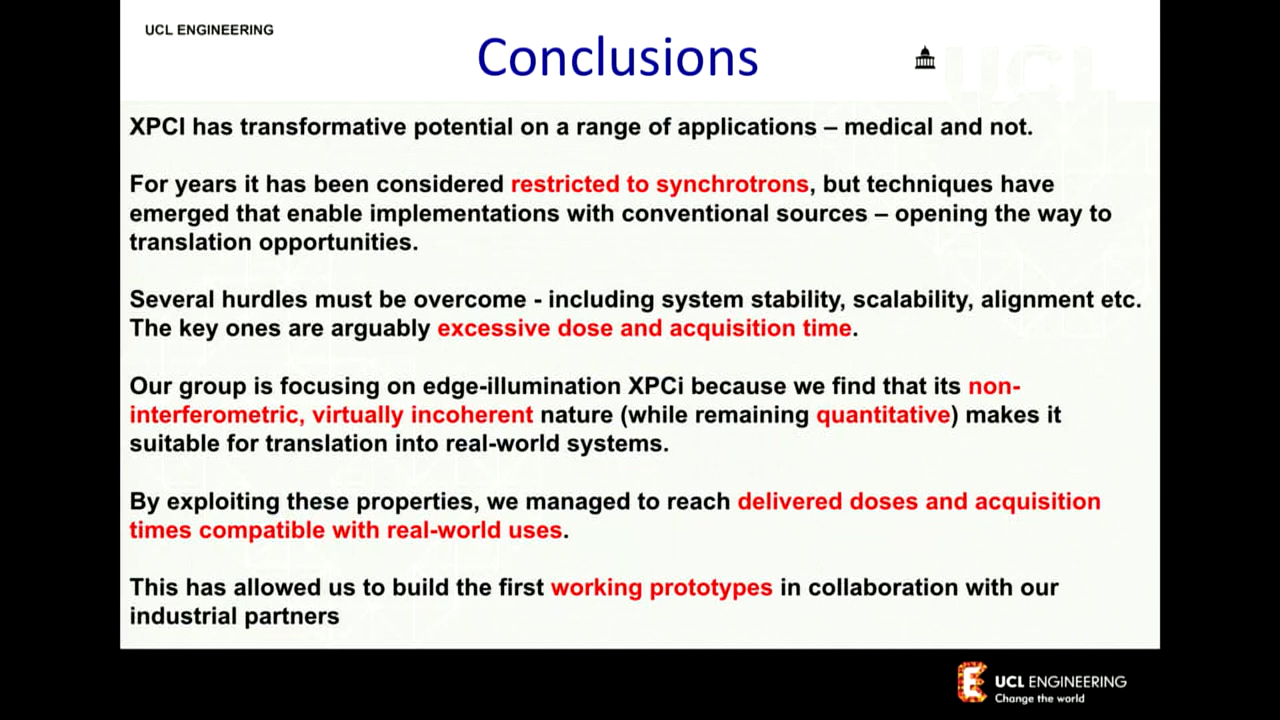 UCL ENGINEERING
Conclusions
UCL
XPCI has transformative potential on a range of applications – medical and not.
For years it has been considered restricted to synchrotrons, but techniques have
emerged that enable implementations with conventional sources – opening the way to
translation opportunities.
Several hurdles must be overcome - including system stability, scalability, alignment etc.
The key ones are arguably excessive dose and acquisition time.
Our group is focusing on edge-illumination XPCi because we find that its non-
interferometric, virtually incoherent nature (while remaining quantitative) makes it
suitable for translation into real-world systems.
By exploiting these properties, we managed to reach delivered doses and acquisition
times compatible with real-world uses.
This has allowed us to build the first working prototypes in collaboration with our
industrial partners
UCL ENGINEERING
Change the world